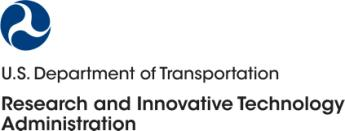 U.S. Department of Transportation
Research and Innovative Technology
Administration